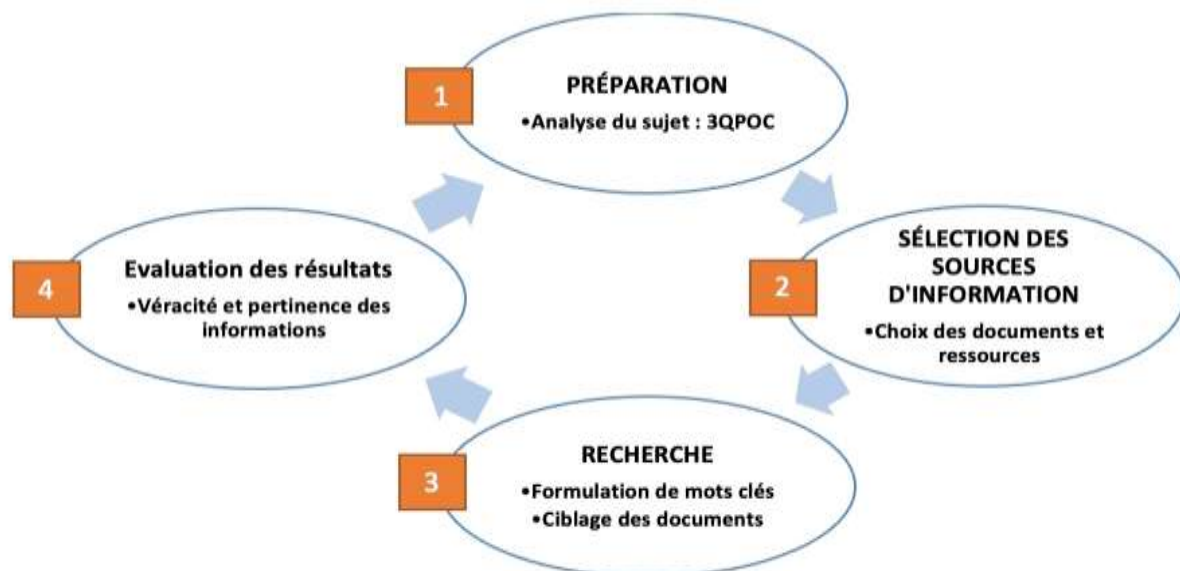 1
PRÉPARATION
•Analyse du sujet : 3QPOC
2
SÉLECTION DES
SOURCES
D'INFORMATION
•Choix des documents et
ressources
3
RECHERCHE
•Formulation de mots clés
•Ciblage des documents
4
Evaluation des résultats
•Véracité et pertinence des
informations